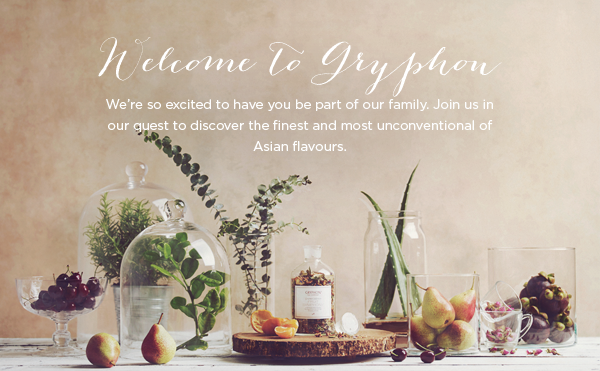 Welcome to Gryphon
We're so excited to have you be part of our family. Join us in
our quest to discover the finest and most unconventional of
Asian flavours.